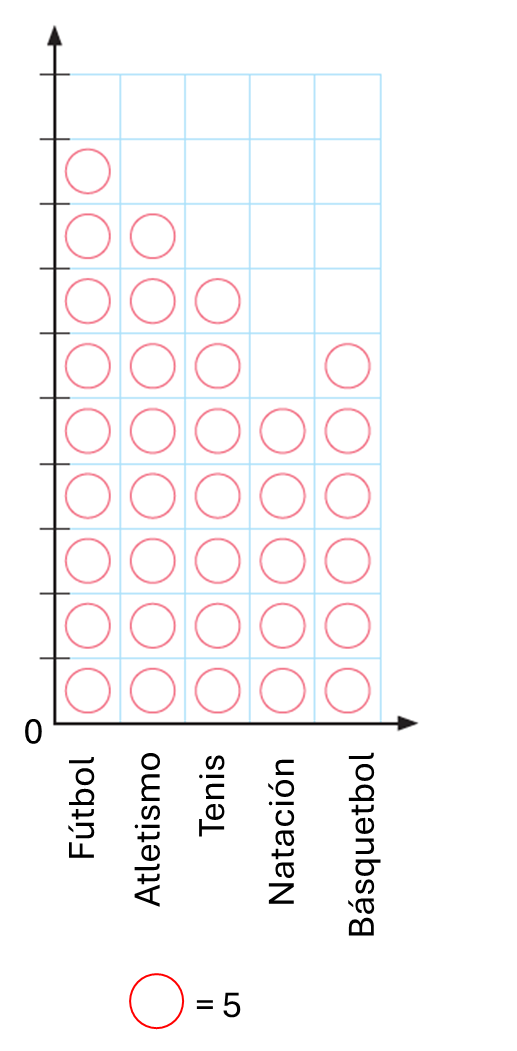 0
Fútbol
Atletismo
Tenis
Natación
Básquetbol
= 5